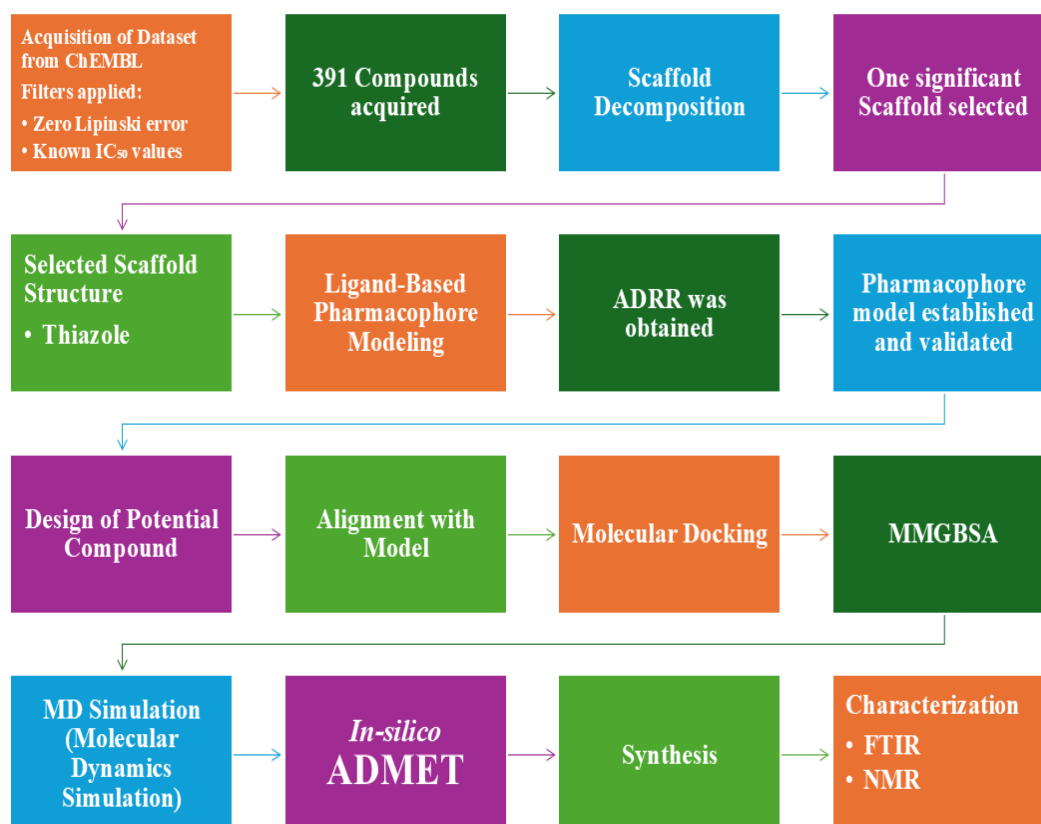 Acquisition of Dataset
from ChEMBL
Filters applied:
• Zero Lipinski error
• Known IC₅₀ values
391 Compounds
acquired
Scaffold
Decomposition
One significant
Scaffold selected
Selected Scaffold
Structure
• Thiazole
Ligand-Based
Pharmacophore
Modeling
ADRR was
obtained
Pharmacophore
model established
and validated
Design of Potential
Compound
Alignment with
Model
Molecular Docking
MMGBSA
MD Simulation
(Molecular
Dynamics
Simulation)
In-silico
ADMET
Synthesis
Characterization
• FTIR
• NMR